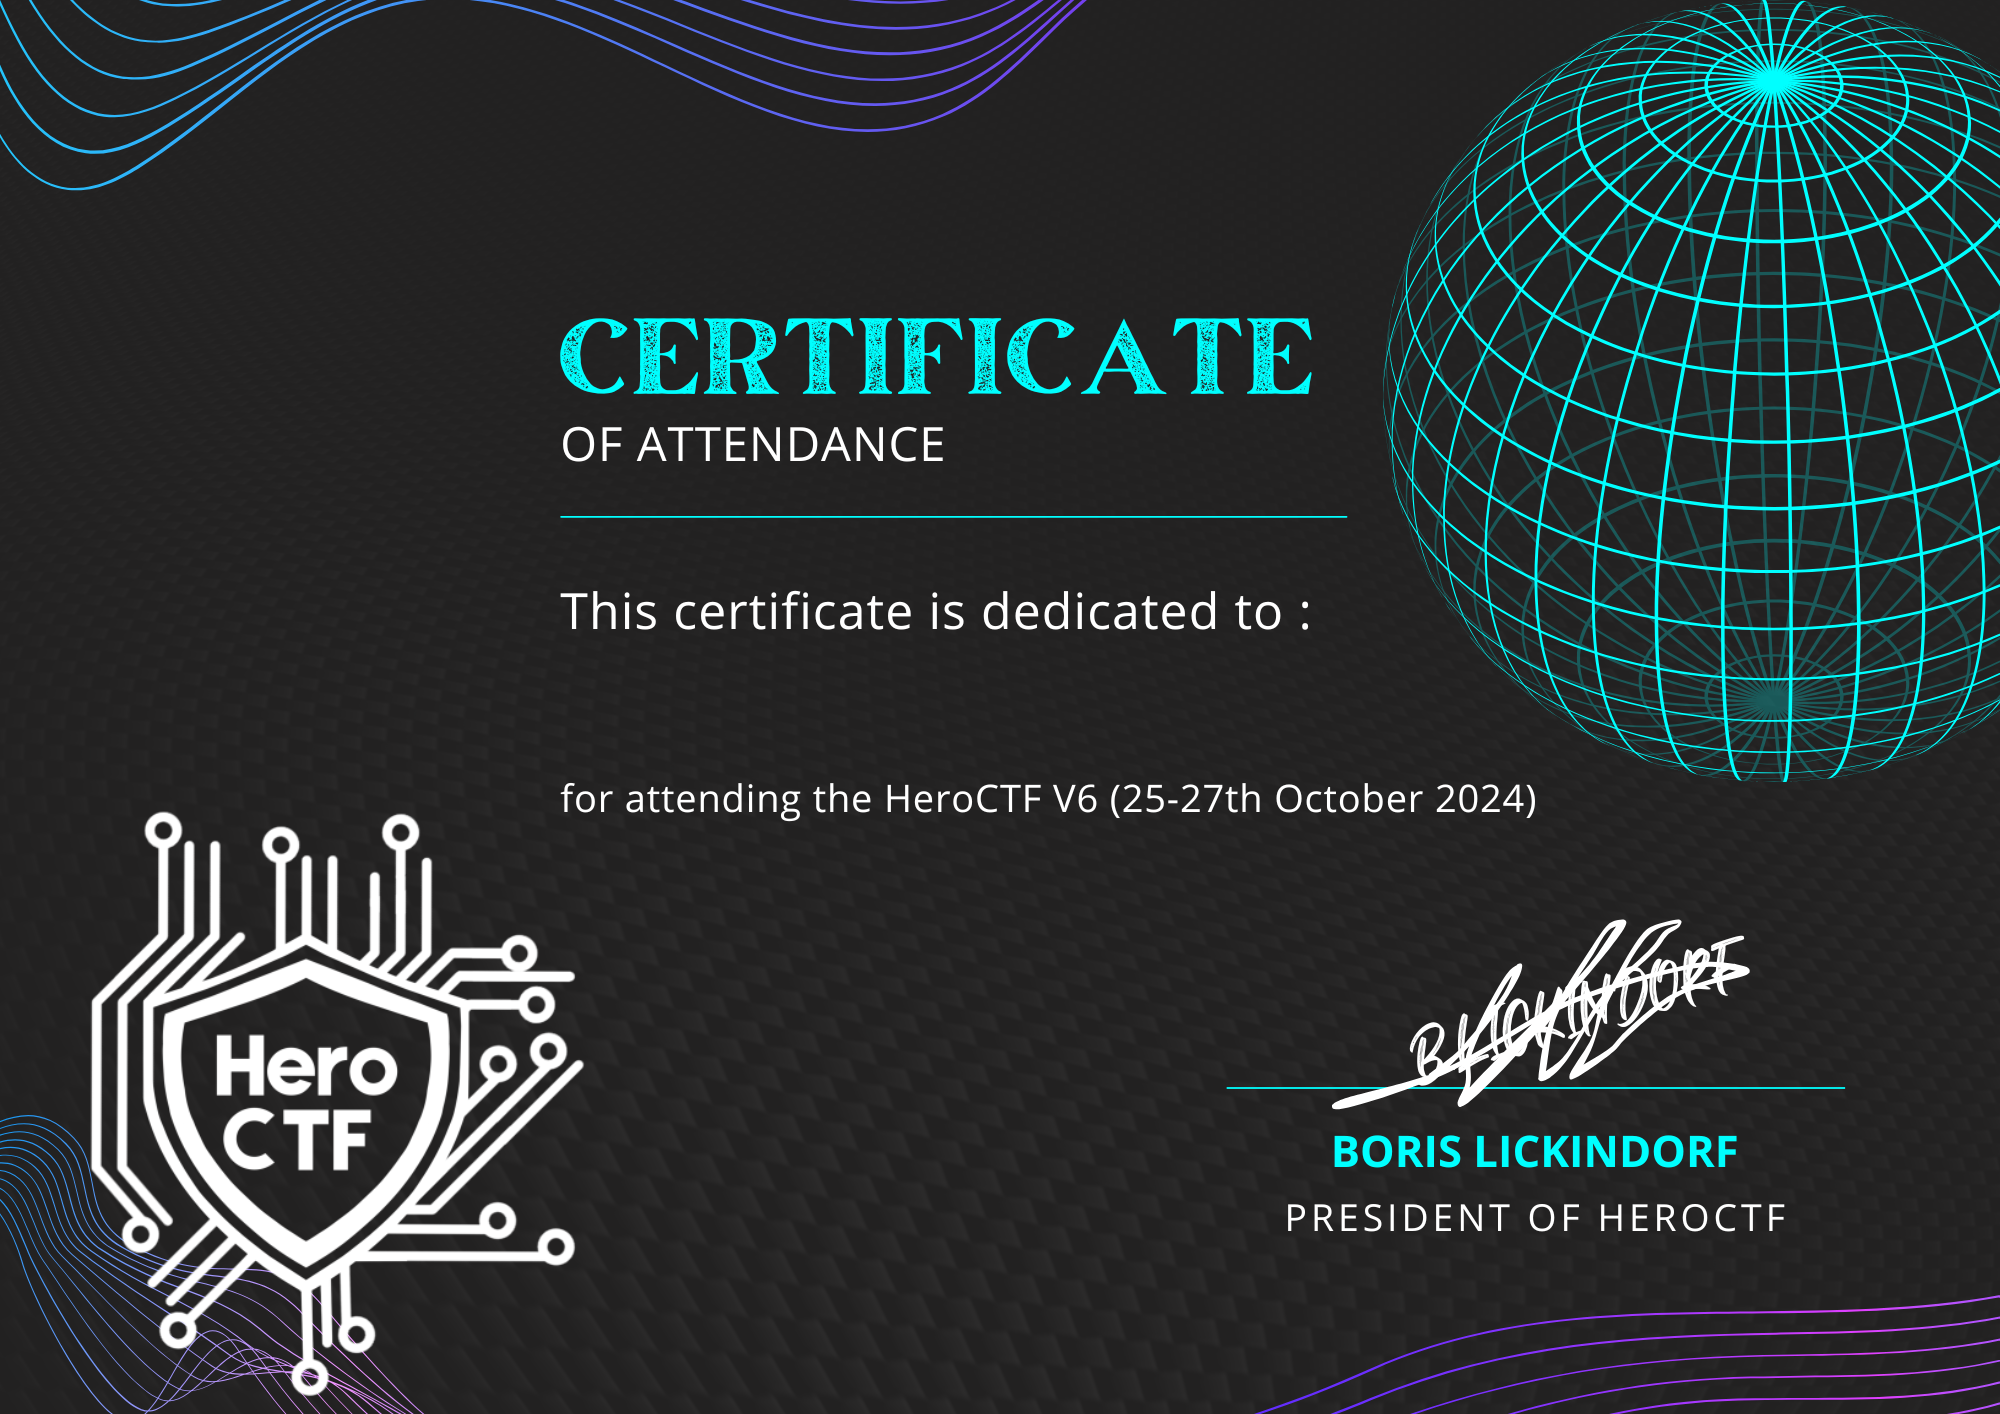 CERTIFICATE
OF ATTENDANCE
This certificate is dedicated to :
for attending the HeroCTF V6 (25-27th October 2024)
Hero
CTF
B LICKINDORF
BORIS LICKINDORF
PRESIDENT OF HEROCTF